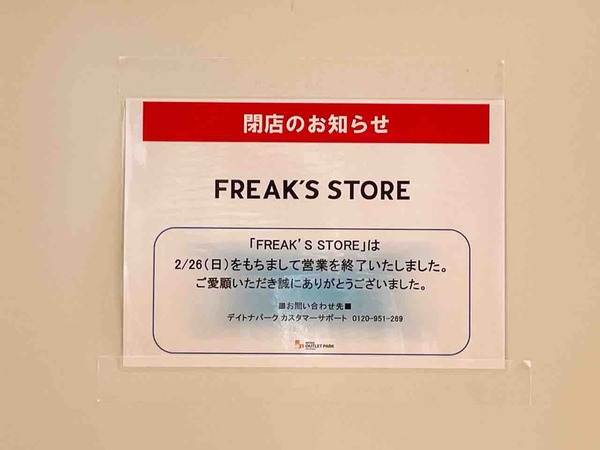 閉店のお知らせ
FREAK'S STORE
「FREAK'S STORE」は
2/26(日)をもちまして営業を終了いたしました。
ご愛顧いただき誠にありがとうございました。
■お問い合わせ先■
デイトナパーク カスタマーサポート 0120-951-269
OUTLET PARK